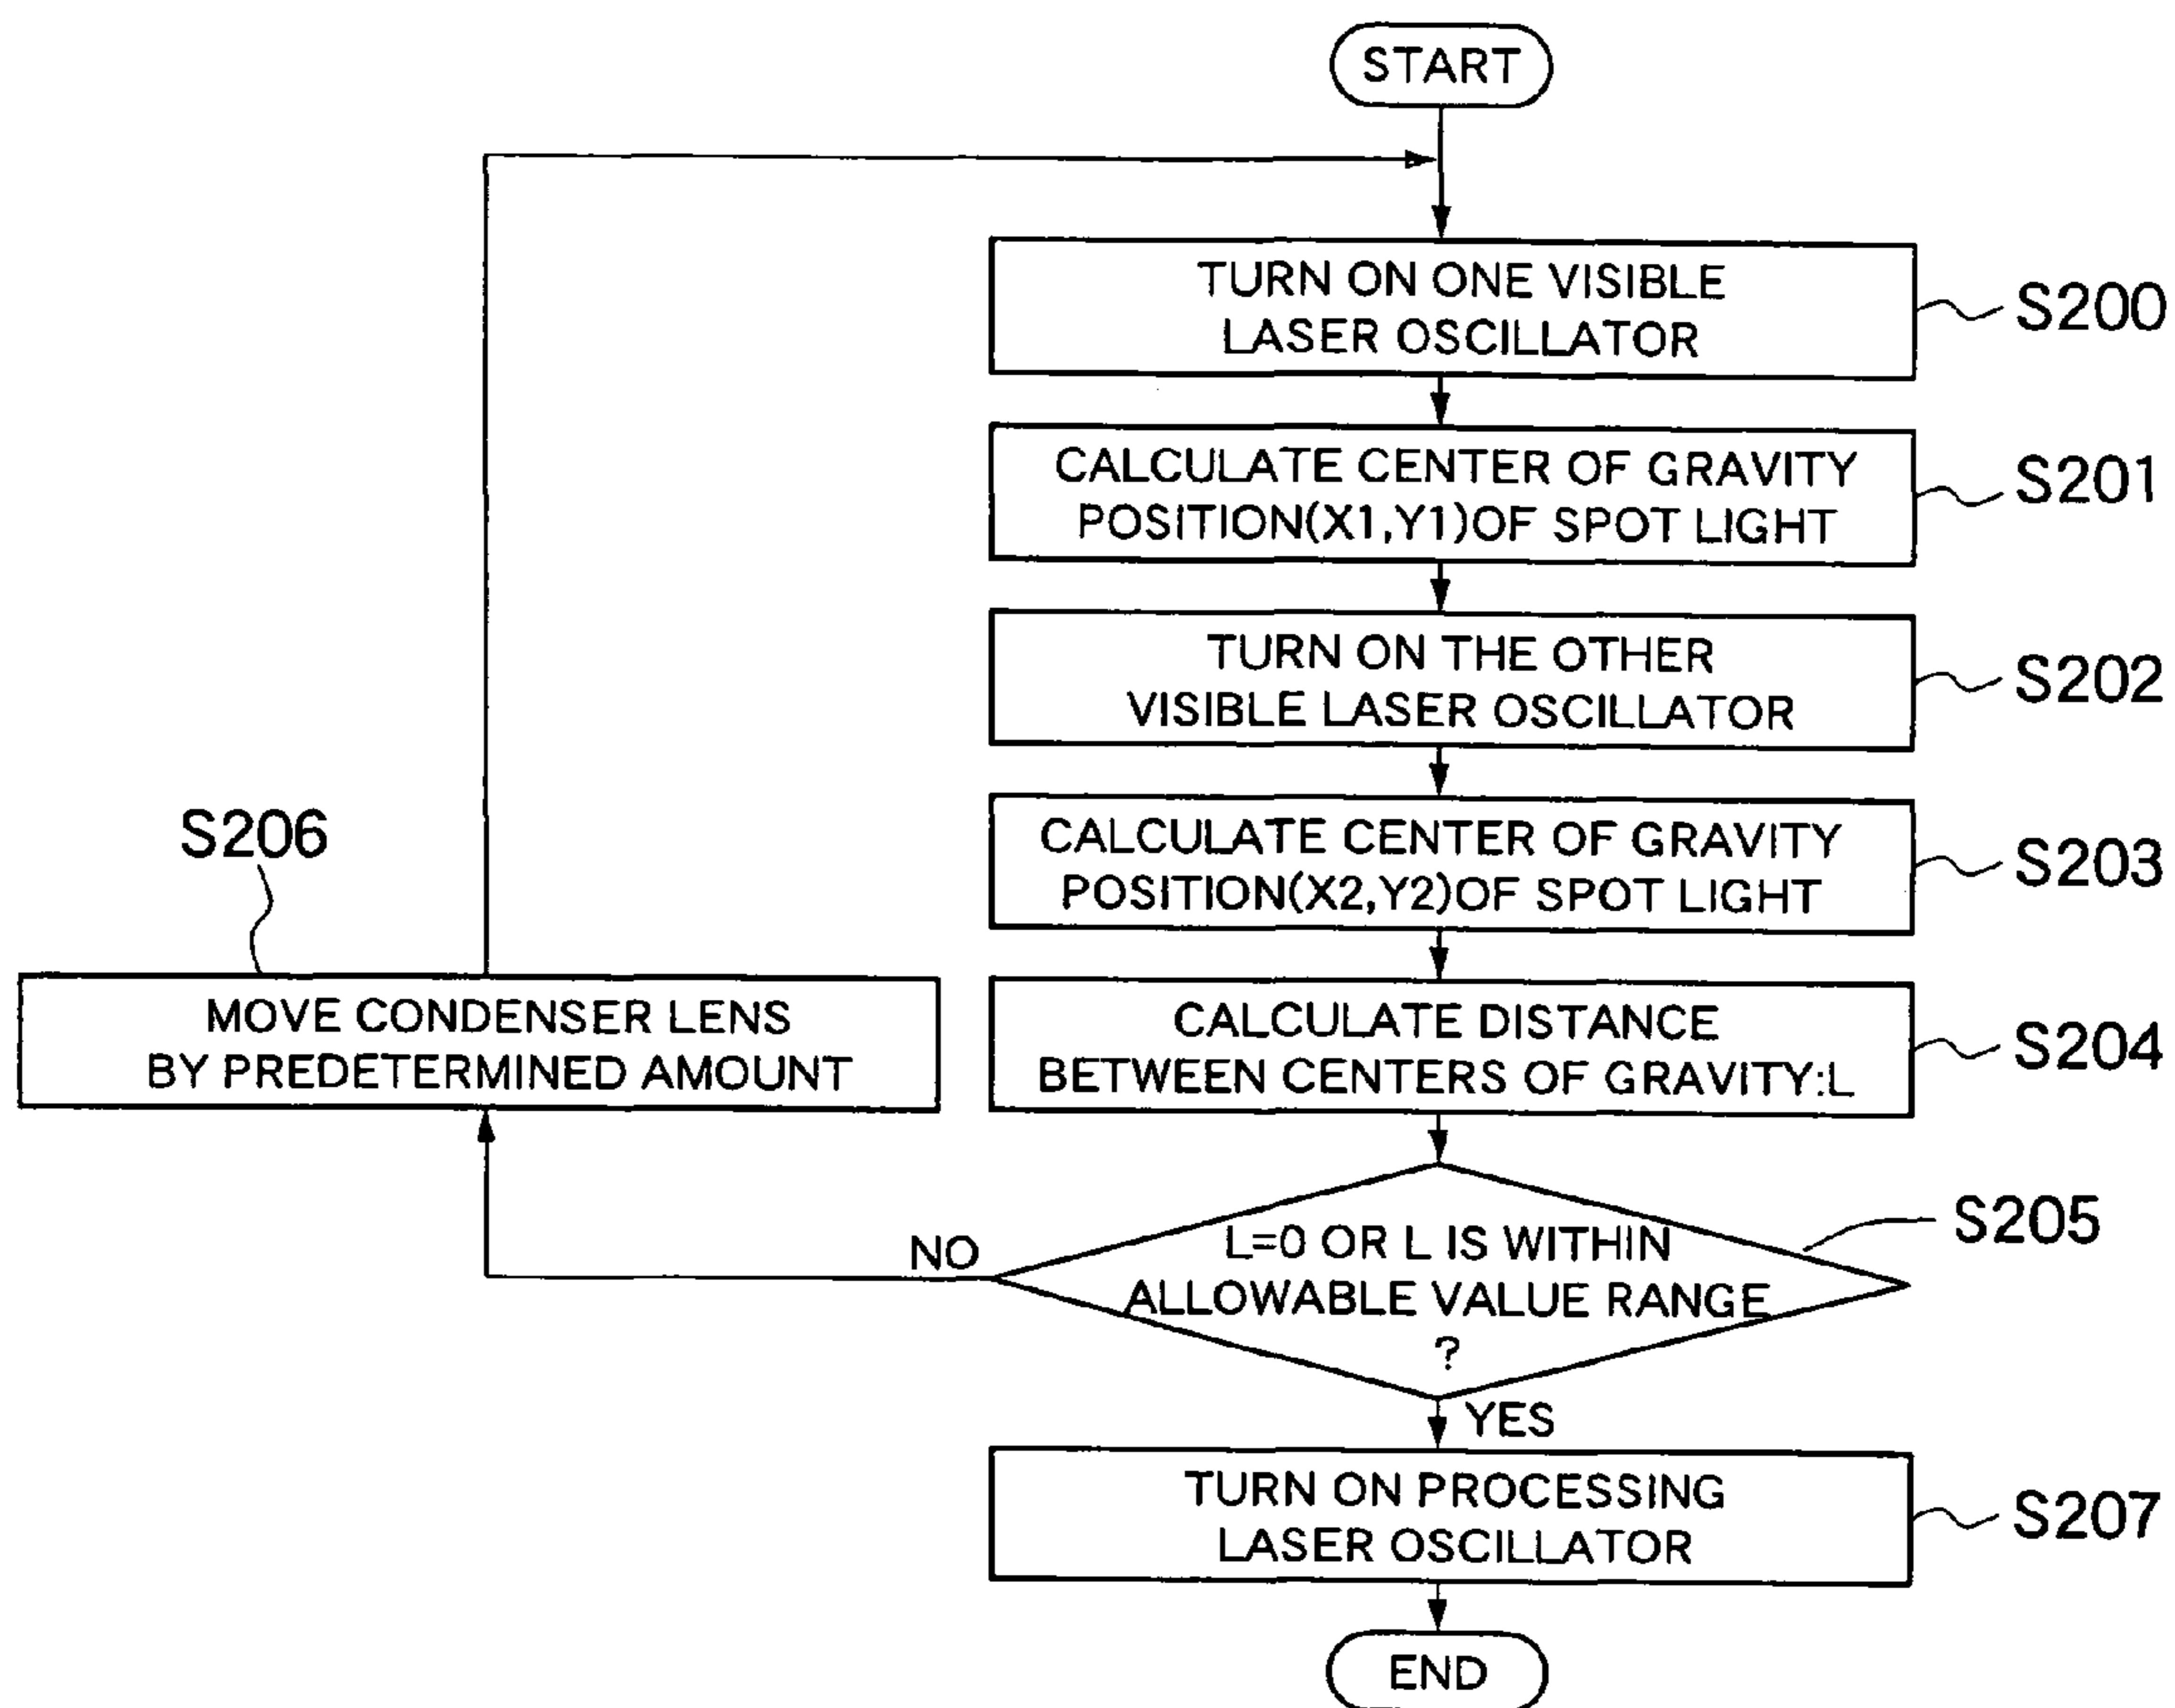 START
TURN ON ONE VISIBLE
LASER OSCILLATOR
S200
CALCULATE CENTER OF GRAVITY
POSITION(X1,Y1)OF SPOT LIGHT
S201
TURN ON THE OTHER
VISIBLE LASER OSCILLATOR
S202
CALCULATE CENTER OF GRAVITY
POSITION(X2,Y2)OF SPOT LIGHT
S203
S206
MOVE CONDENSER LENS
BY PREDETERMINED AMOUNT
CALCULATE DISTANCE
BETWEEN CENTERS OF GRAVITY:L
S204
L=0 OR L IS WITHIN
ALLOWABLE VALUE RANGE
?
S205
NO
YES
TURN ON PROCESSING
LASER OSCILLATOR
S207
END